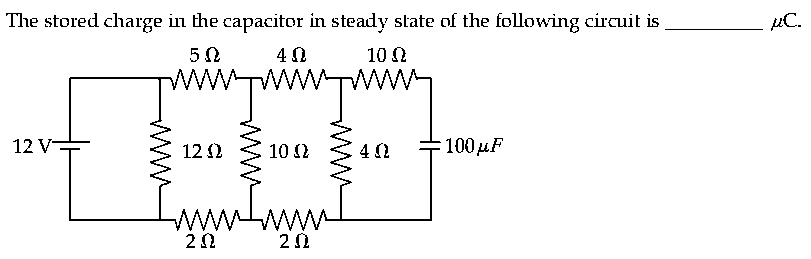 The stored charge in the capacitor in steady state of the following circuit is __________ μC.
5 Ω 4 Ω 10 Ω
12 V 12 Ω 10 Ω 4 Ω 100 μF
2 Ω 2 Ω